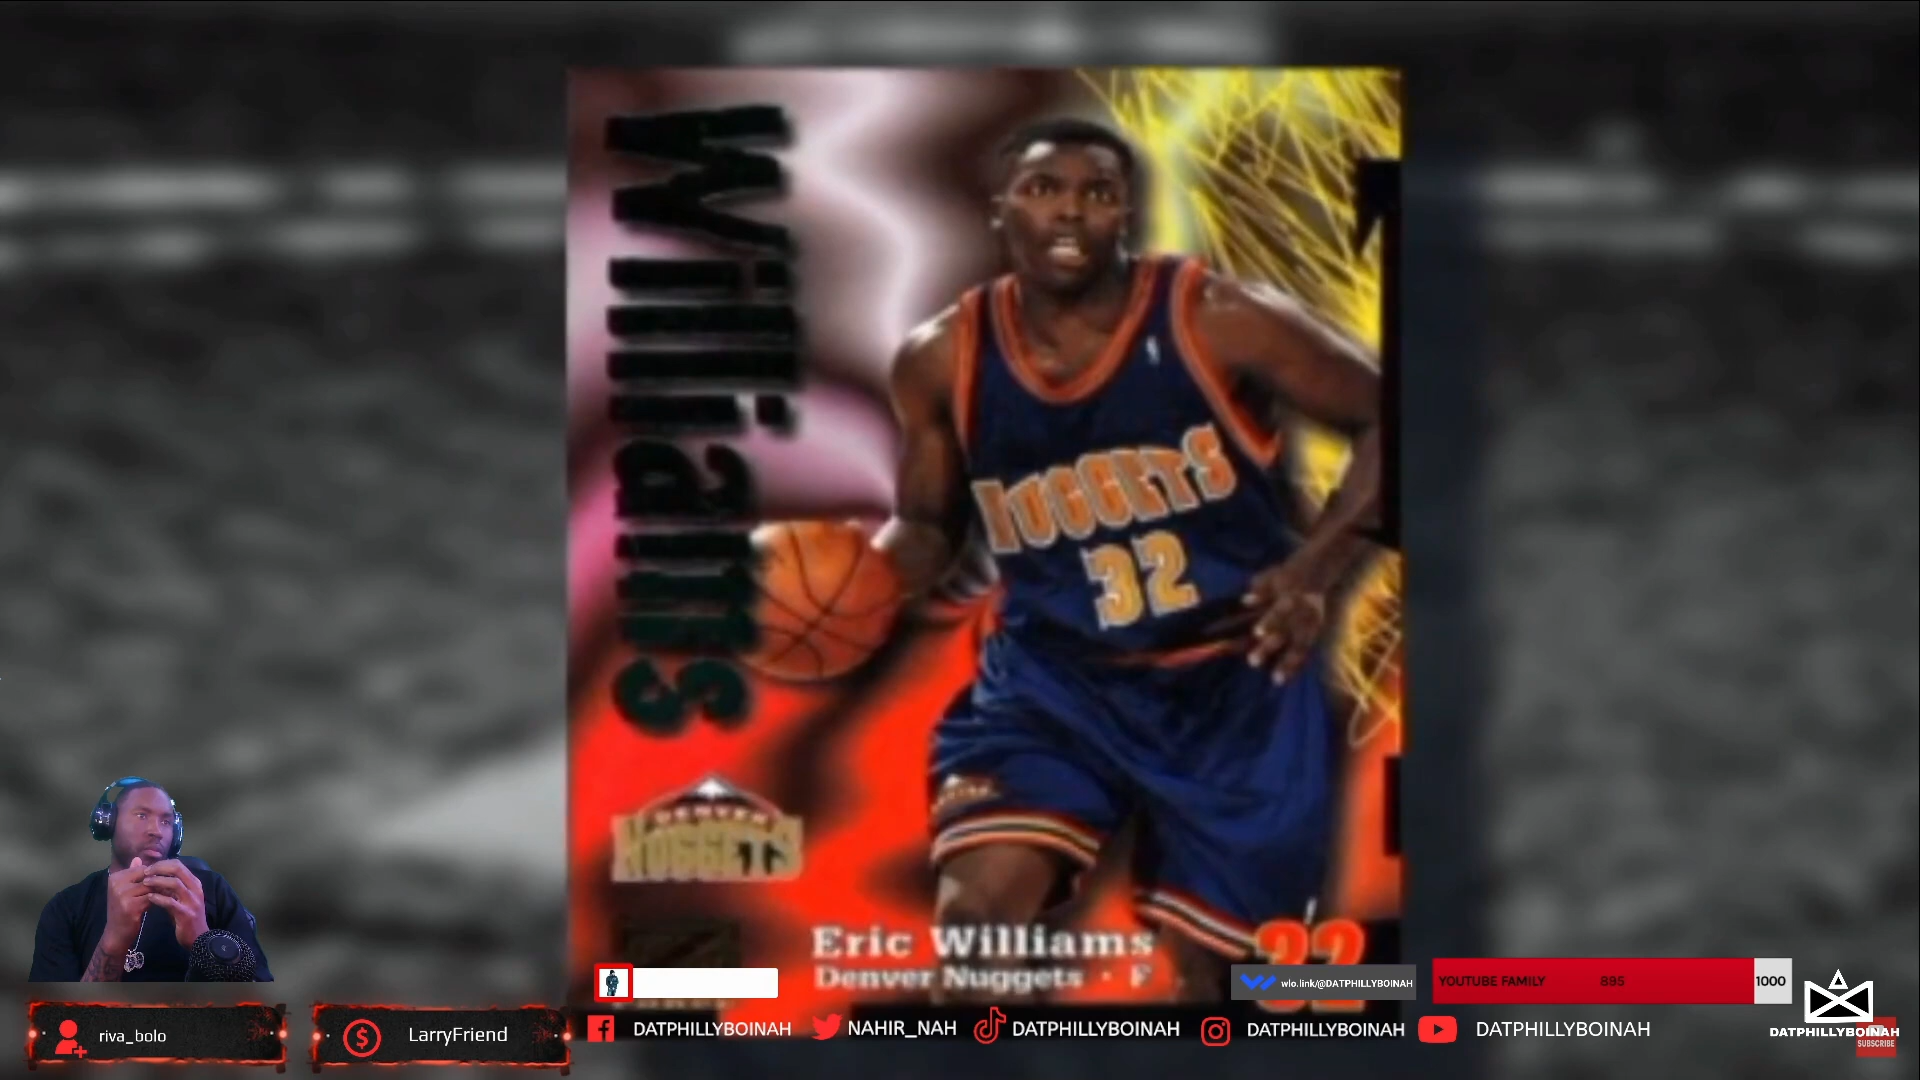 Williams
NUGGETS
32
DENVER
NUGGETS
Eric Williams
Denver Nuggets · F
32
wlo.link/@DATPHILLYBOINAH
YOUTUBE FAMILY 895 1000
riva_bolo
LarryFriend
DATPHILLYBOINAH
NAHIR_NAH
DATPHILLYBOINAH
DATPHILLYBOINAH
DATPHILLYBOINAH
DATPHILLYBOINAH
SUBSCRIBE